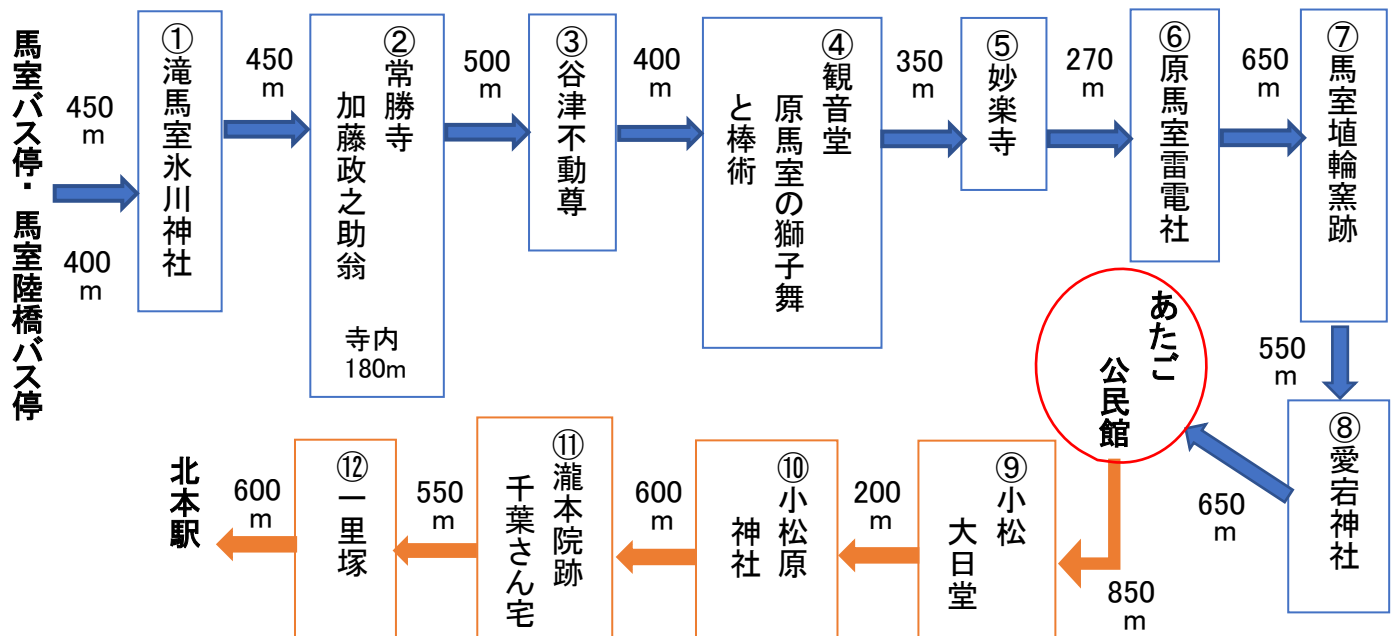 馬室バス停・馬室陸橋バス停
450
m
400
m
①滝馬室氷川神社
450
m
②常勝寺
加藤政之助翁
寺内
180m
500
m
③谷津不動尊
400
m
④観音堂
原馬室の獅子舞
と棒術
350
m
⑤妙楽寺
270
m
⑥原馬室雷電社
650
m
⑦馬室埴輪窯跡
550
m
⑧愛宕神社
650
m
あたご
公民館
850
m
⑨小松
大日堂
200
m
⑩小松原
神社
600
m
⑪瀧本院跡
千葉さん宅
550
m
⑫一里塚
600
m
北本駅